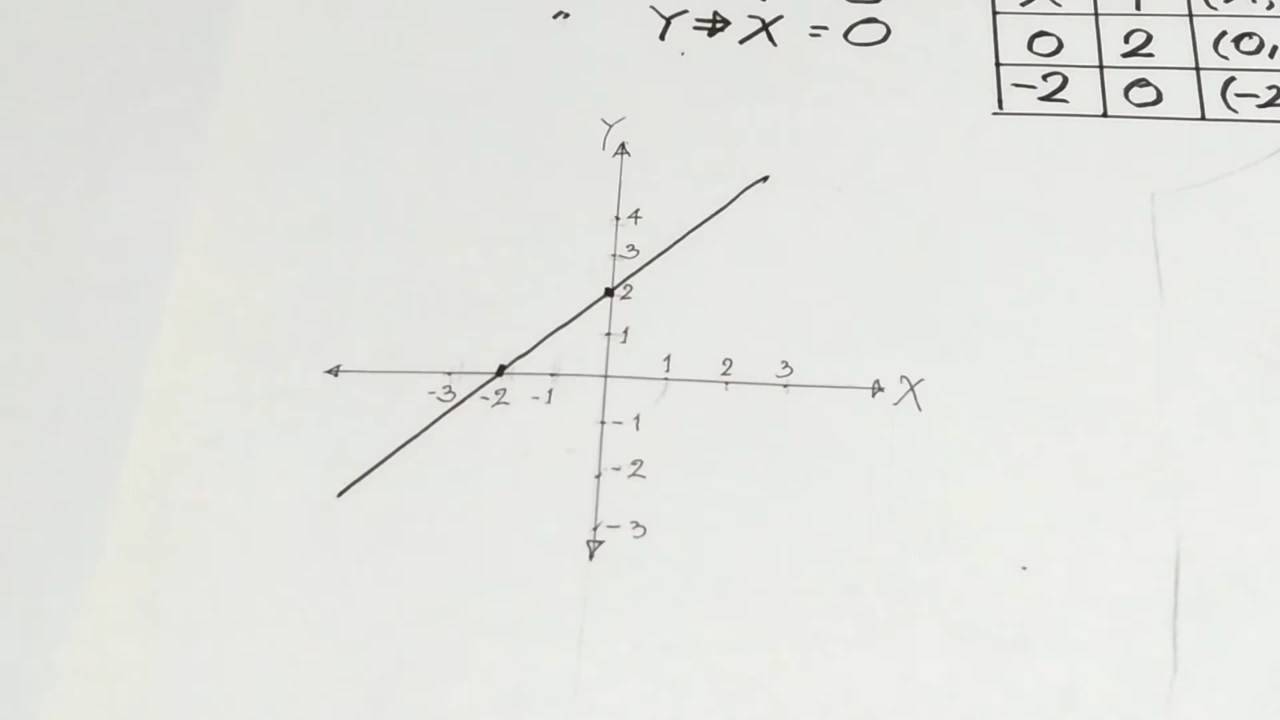 " Y ⇒ X = 0
0 2 (0,
-2 0 (-2
Y
4
3
2
1
1 2 3
-3 -2 -1
X
-1
-2
-3